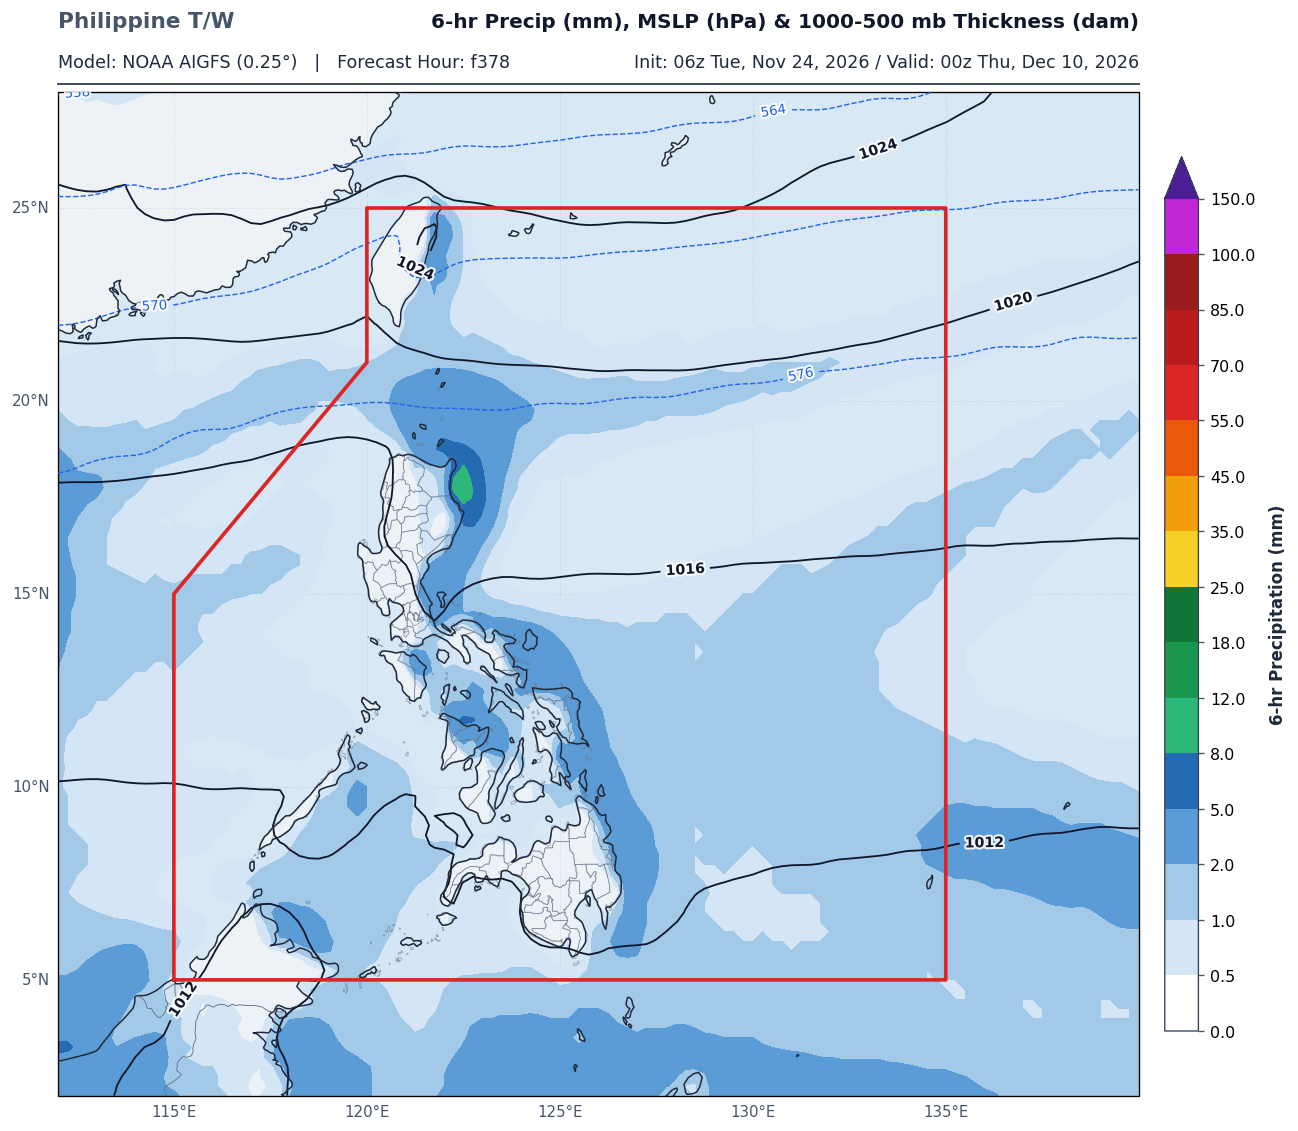 Philippine T/W
6-hr Precip (mm), MSLP (hPa) & 1000-500 mb Thickness (dam)
Model: NOAA AIGFS (0.25°) | Forecast Hour: f378
Init: 06z Tue, Nov 24, 2026 / Valid: 00z Thu, Dec 10, 2026
558
564
1024
25°N
1024
570
1020
576
20°N
1016
15°N
10°N
1012
5°N
1012
115°E
120°E
125°E
130°E
135°E
150.0
100.0
85.0
70.0
55.0
45.0
35.0
25.0
18.0
12.0
8.0
5.0
2.0
1.0
0.5
0.0
6-hr Precipitation (mm)